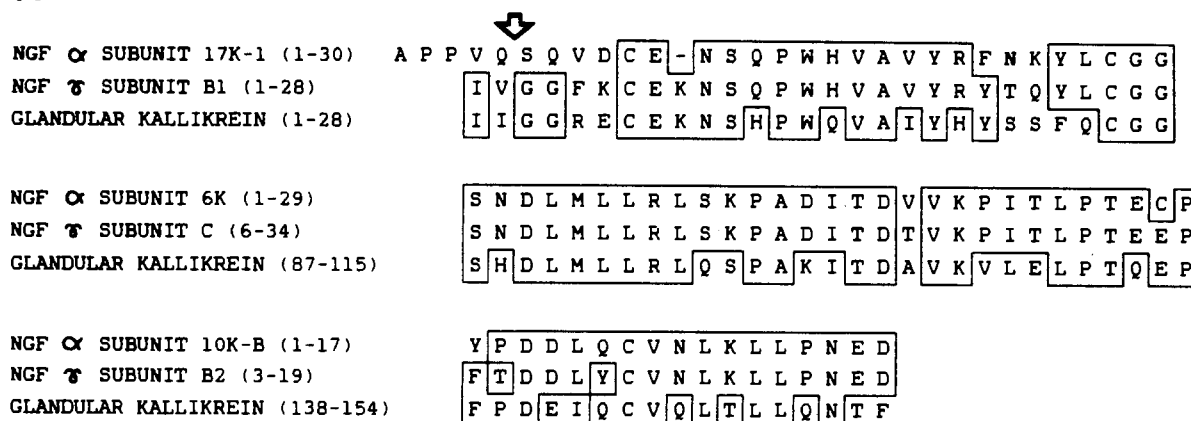 NGF α SUBUNIT 17K-1 (1-30) A P P V Q S Q V D C E - N S Q P W H V A V Y R F N K Y L C G G
NGF γ SUBUNIT B1 (1-28) I V G G F K C E K N S Q P W H V A V Y R Y T Q Y L C G G
GLANDULAR KALLIKREIN (1-28) I I G G R E C E K N S H P W Q V A I Y H Y S S F Q C G G
NGF α SUBUNIT 6K (1-29) S N D L M L L R L S K P A D I T D V V K P I T L P T E C P
NGF γ SUBUNIT C (6-34) S N D L M L L R L S K P A D I T D T V K P I T L P T E E P
GLANDULAR KALLIKREIN (87-115) S H D L M L L R L Q S P A K I T D A V K V L E L P T Q E P
NGF α SUBUNIT 10K-B (1-17) Y P D D L Q C V N L K L L P N E D
NGF γ SUBUNIT B2 (3-19) F T D D L Y C V N L K L L P N E D
GLANDULAR KALLIKREIN (138-154) F P D E I Q C V Q L T L L Q N T F